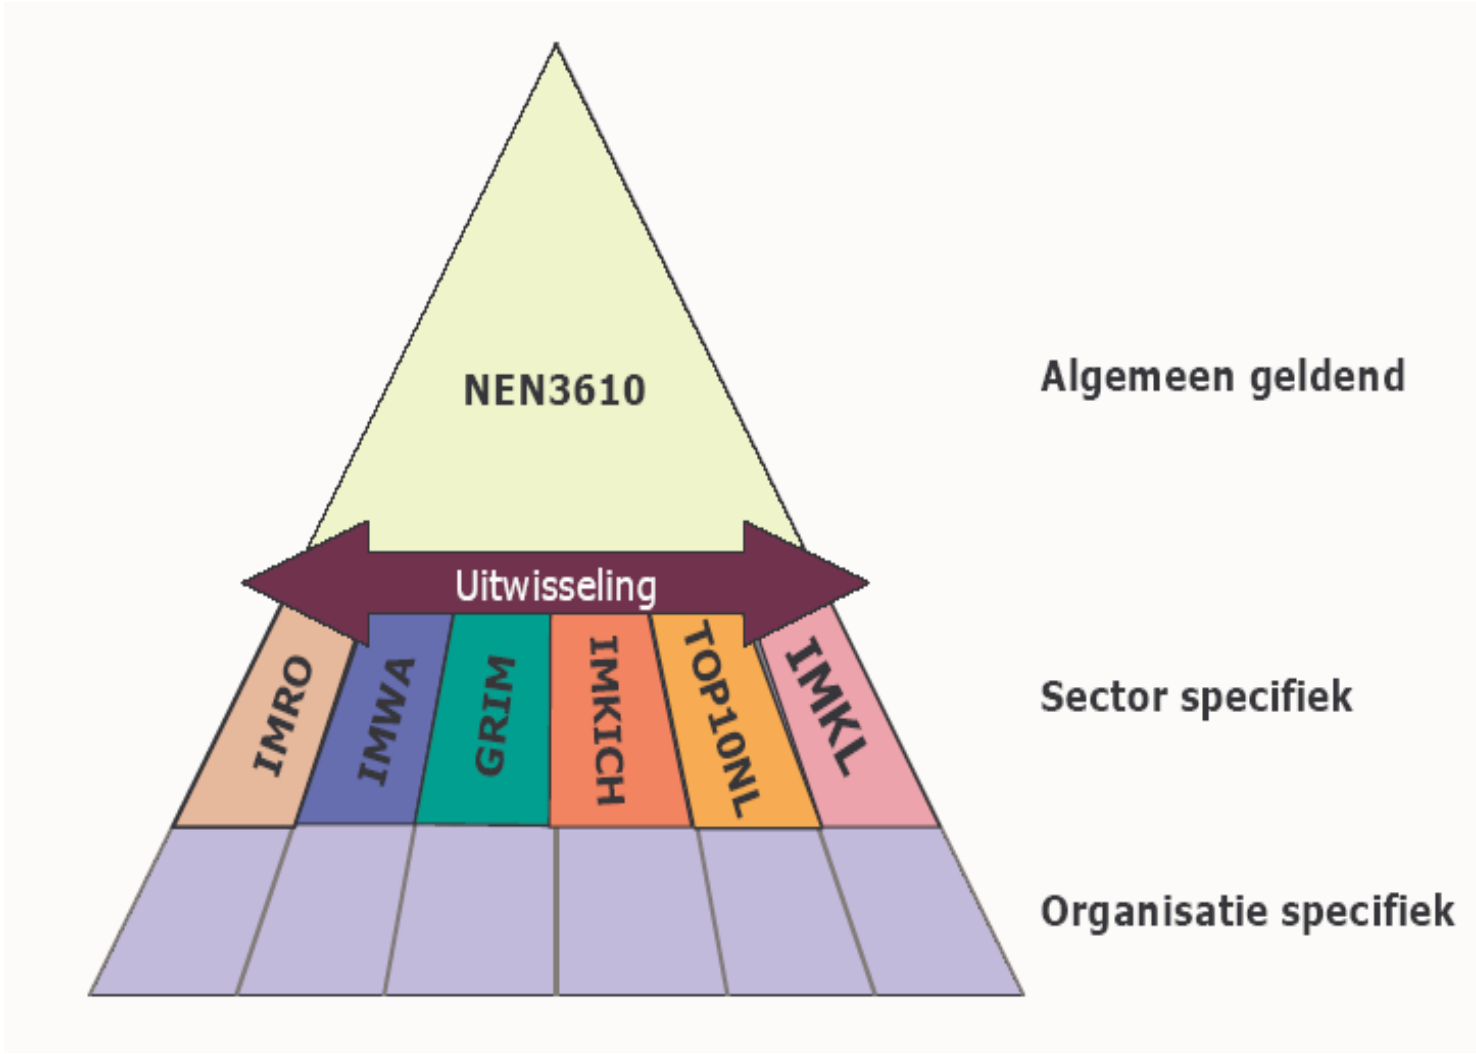 NEN3610
Algemeen geldend
Uitwisseling
IMRO
IMWA
GRIM
IMKICH
TOP10NL
IMKL
Sector specifiek
Organisatie specifiek